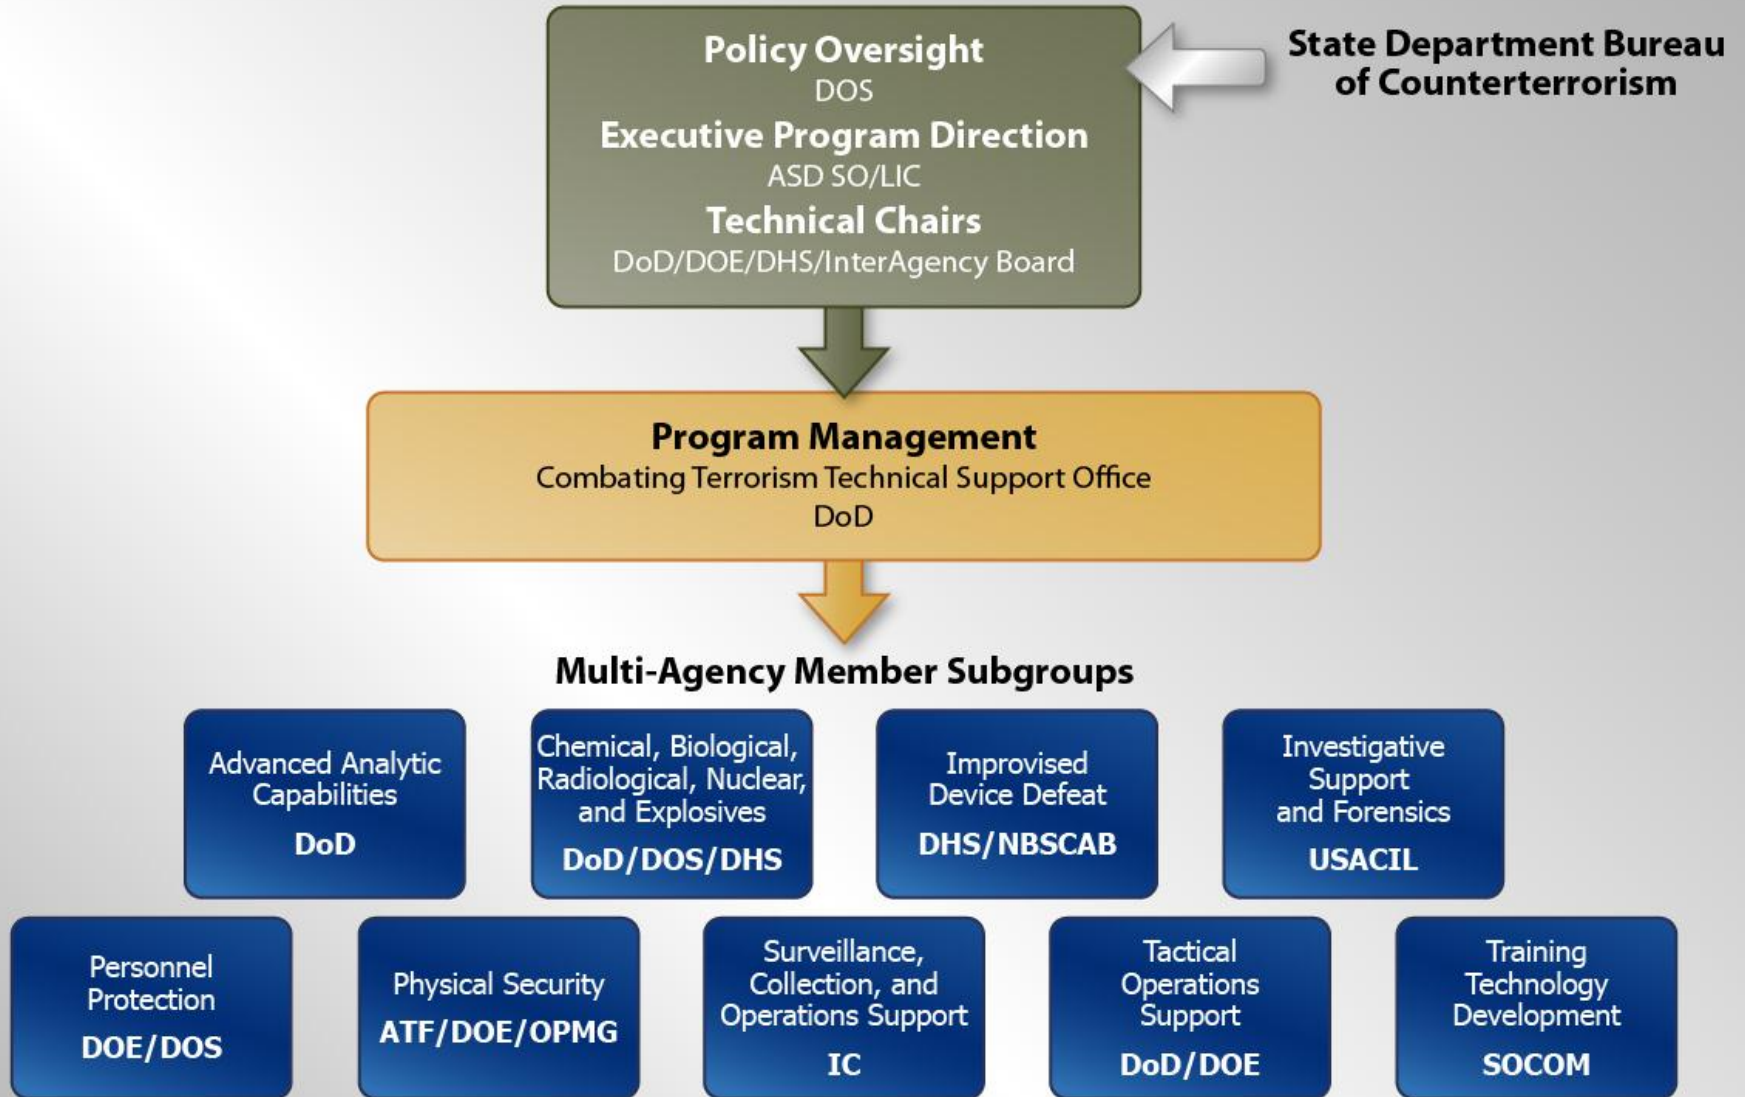 Policy Oversight
DOS
Executive Program Direction
ASD SO/LIC
Technical Chairs
DoD/DOE/DHS/InterAgency Board
State Department Bureau
of Counterterrorism
Program Management
Combating Terrorism Technical Support Office
DoD
Multi-Agency Member Subgroups
Advanced Analytic
Capabilities
DoD
Chemical, Biological,
Radiological, Nuclear,
and Explosives
DoD/DOS/DHS
Improvised
Device Defeat
DHS/NBSCAB
Investigative
Support
and Forensics
USACIL
Personnel
Protection
DOE/DOS
Physical Security
ATF/DOE/OPMG
Surveillance,
Collection, and
Operations Support
IC
Tactical
Operations
Support
DoD/DOE
Training
Technology
Development
SOCOM